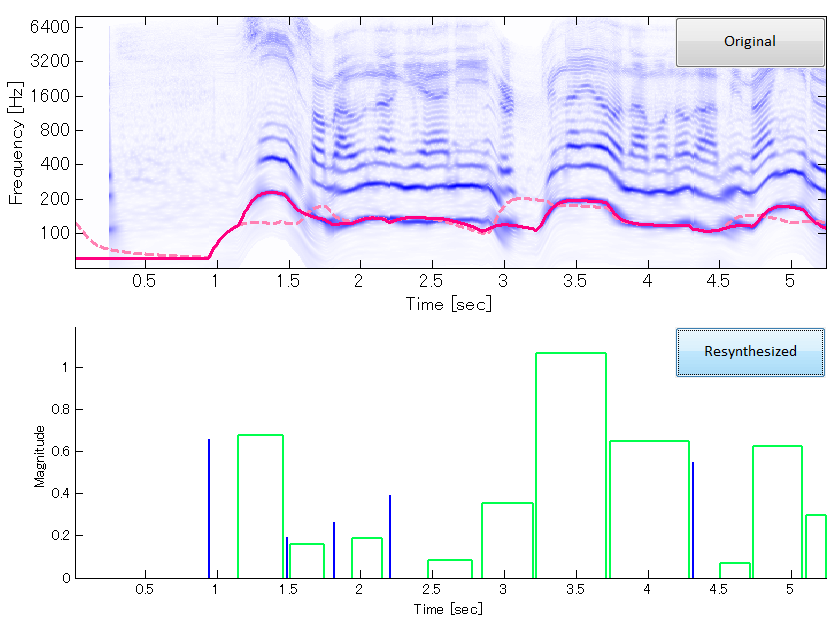 Frequency [Hz]
6400
3200
1600
800
400
200
100
Original
0.5 1 1.5 2 2.5 3 3.5 4 4.5 5
Time [sec]
Resynthesized
Magnitude
1
0.8
0.6
0.4
0.2
0
0.5 1 1.5 2 2.5 3 3.5 4 4.5 5
Time [sec]